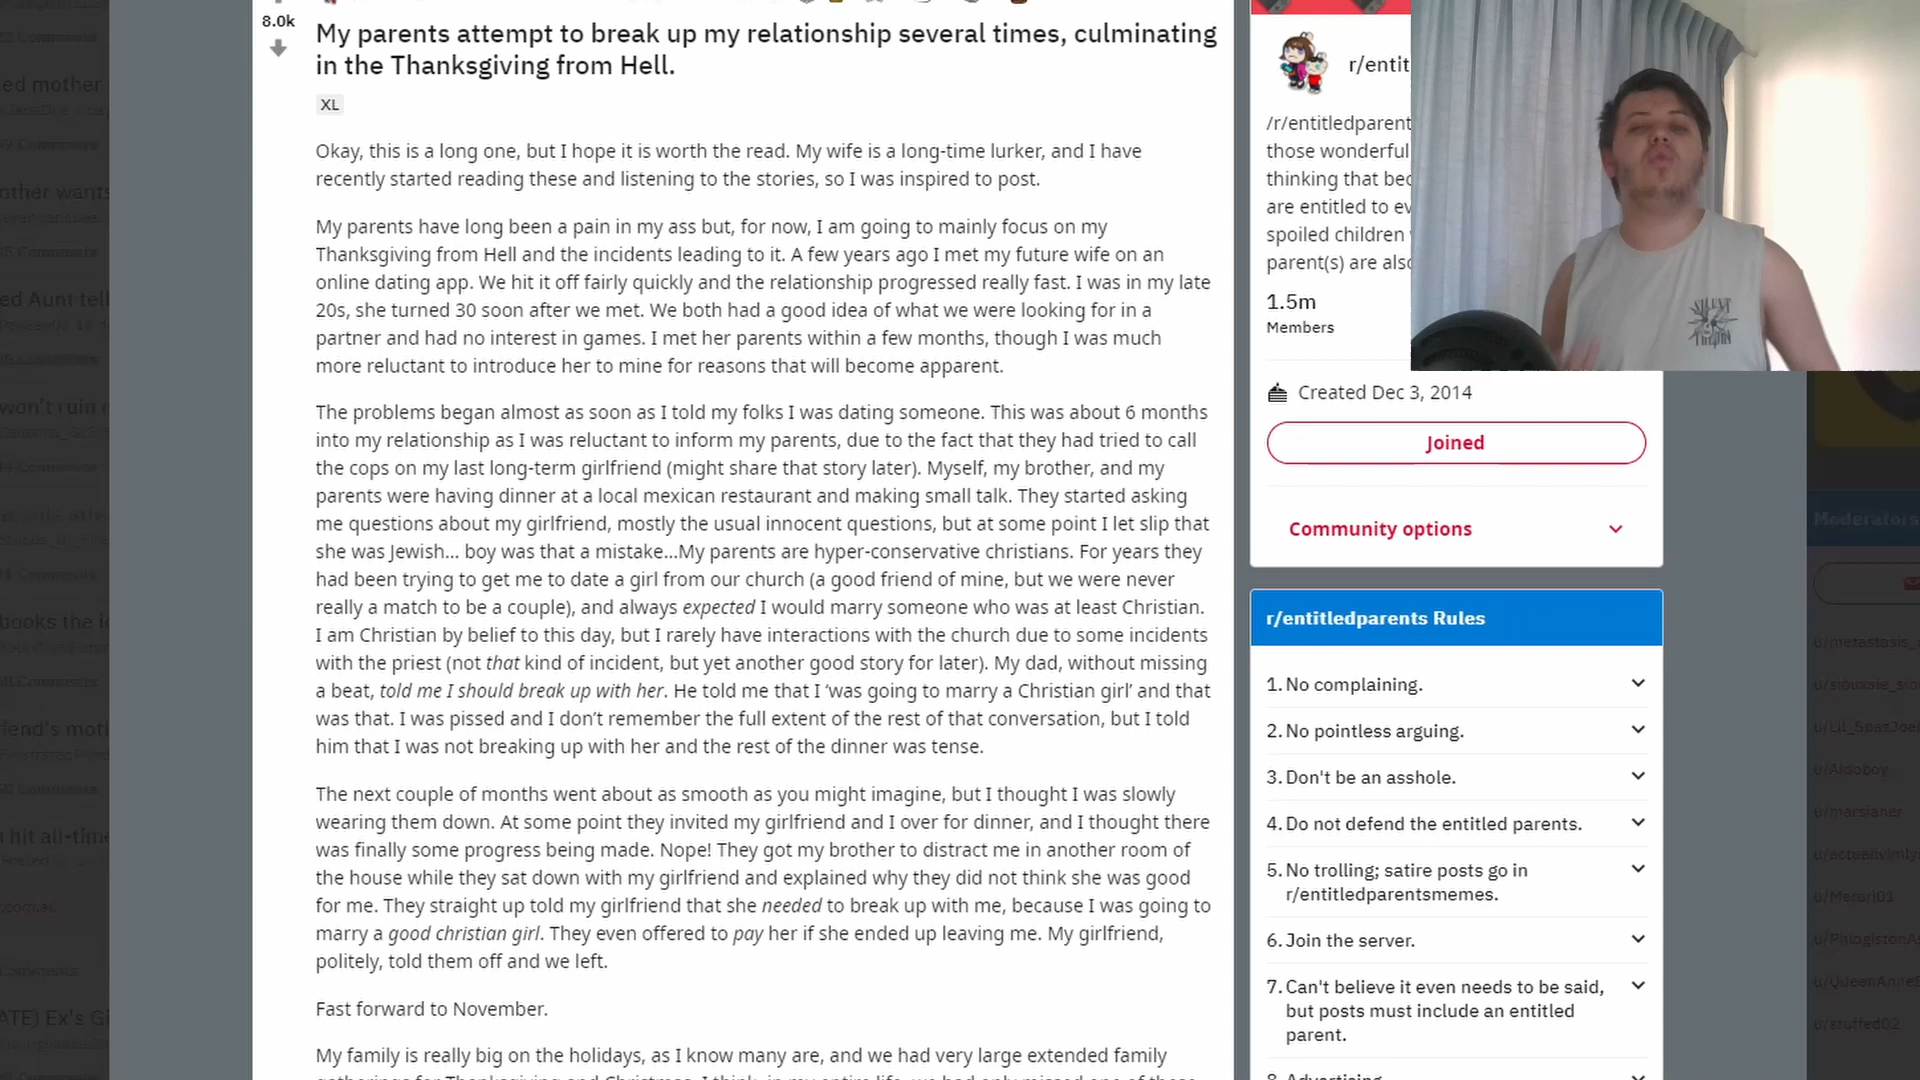 8.0k
My parents attempt to break up my relationship several times, culminating
in the Thanksgiving from Hell.
XL
Okay, this is a long one, but I hope it is worth the read. My wife is a long-time lurker, and I have
recently started reading these and listening to the stories, so I was inspired to post.
My parents have long been a pain in my ass but, for now, I am going to mainly focus on my
Thanksgiving from Hell and the incidents leading to it. A few years ago I met my future wife on an
online dating app. We hit it off fairly quickly and the relationship progressed really fast. I was in my late
20s, she turned 30 soon after we met. We both had a good idea of what we were looking for in a
partner and had no interest in games. I met her parents within a few months, though I was much
more reluctant to introduce her to mine for reasons that will become apparent.
The problems began almost as soon as I told my folks I was dating someone. This was about 6 months
into my relationship as I was reluctant to inform my parents, due to the fact that they had tried to call
the cops on my last long-term girlfriend (might share that story later). Myself, my brother, and my
parents were having dinner at a local mexican restaurant and making small talk. They started asking
me questions about my girlfriend, mostly the usual innocent questions, but at some point I let slip that
she was Jewish... boy was that a mistake...My parents are hyper-conservative christians. For years they
had been trying to get me to date a girl from our church (a good friend of mine, but we were never
really a match to be a couple), and always expected I would marry someone who was at least Christian.
I am Christian by belief to this day, but I rarely have interactions with the church due to some incidents
with the priest (not that kind of incident, but yet another good story for later). My dad, without missing
a beat, told me I should break up with her. He told me that I ‘was going to marry a Christian girl’ and that
was that. I was pissed and I don’t remember the full extent of the rest of that conversation, but I told
him that I was not breaking up with her and the rest of the dinner was tense.
The next couple of months went about as smooth as you might imagine, but I thought I was slowly
wearing them down. At some point they invited my girlfriend and I over for dinner, and I thought there
was finally some progress being made. Nope! They got my brother to distract me in another room of
the house while they sat down with my girlfriend and explained why they did not think she was good
for me. They straight up told my girlfriend that she needed to break up with me, because I was going to
marry a good christian girl. They even offered to pay her if she ended up leaving me. My girlfriend,
politely, told them off and we left.
Fast forward to November.
My family is really big on the holidays, as I know many are, and we had very large extended family
r/entit
/r/entitledparent
those wonderful
thinking that bec
are entitled to ev
spoiled children
parent(s) are also
1.5m
Members
Created Dec 3, 2014
Joined
Community options
r/entitledparents Rules
1. No complaining.
2. No pointless arguing.
3. Don't be an asshole.
4. Do not defend the entitled parents.
5. No trolling; satire posts go in
r/entitledparentsmemes.
6. Join the server.
7. Can't believe it even needs to be said,
but posts must include an entitled
parent.
8. Advertising
Moderators